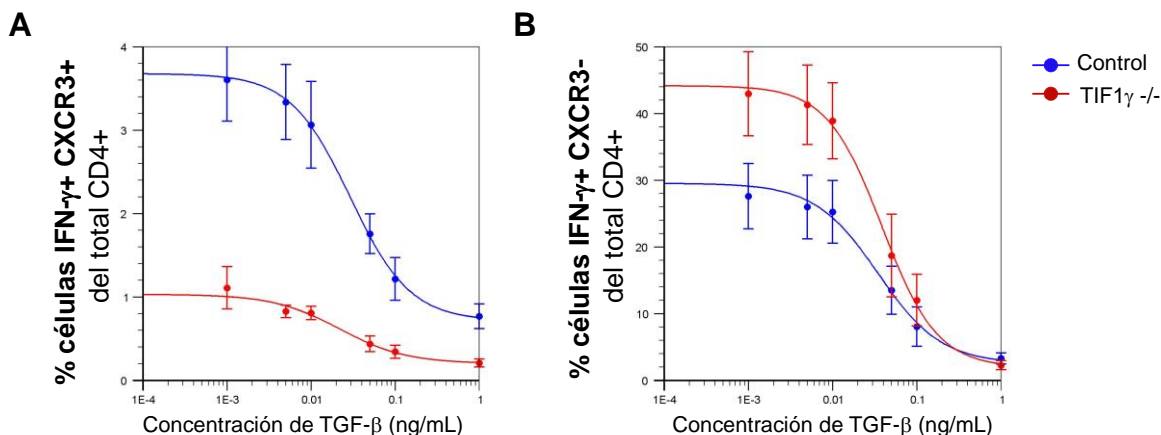 A
% células IFN-γ+ CXCR3+
del total CD4+
4
3
2
1
0
1E-4
1E-3
0.01
0.1
1
Concentración de TGF-β (ng/mL)
B
% células IFN-γ+ CXCR3-
del total CD4+
50
40
30
20
10
0
1E-4
1E-3
0.01
0.1
1
Concentración de TGF-β (ng/mL)
Control
TIF1γ -/-